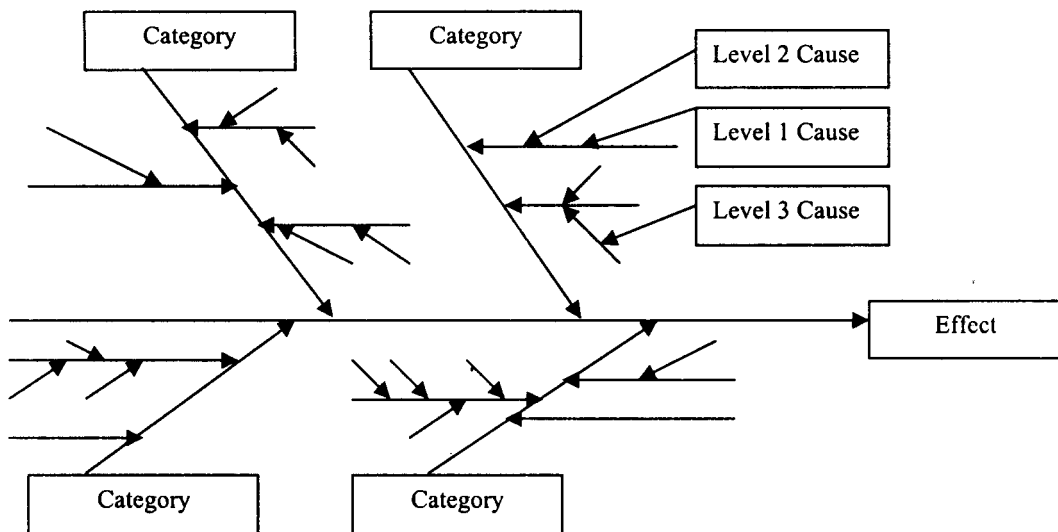 Category
Category
Level 2 Cause
Level 1 Cause
Level 3 Cause
Effect
Category
Category